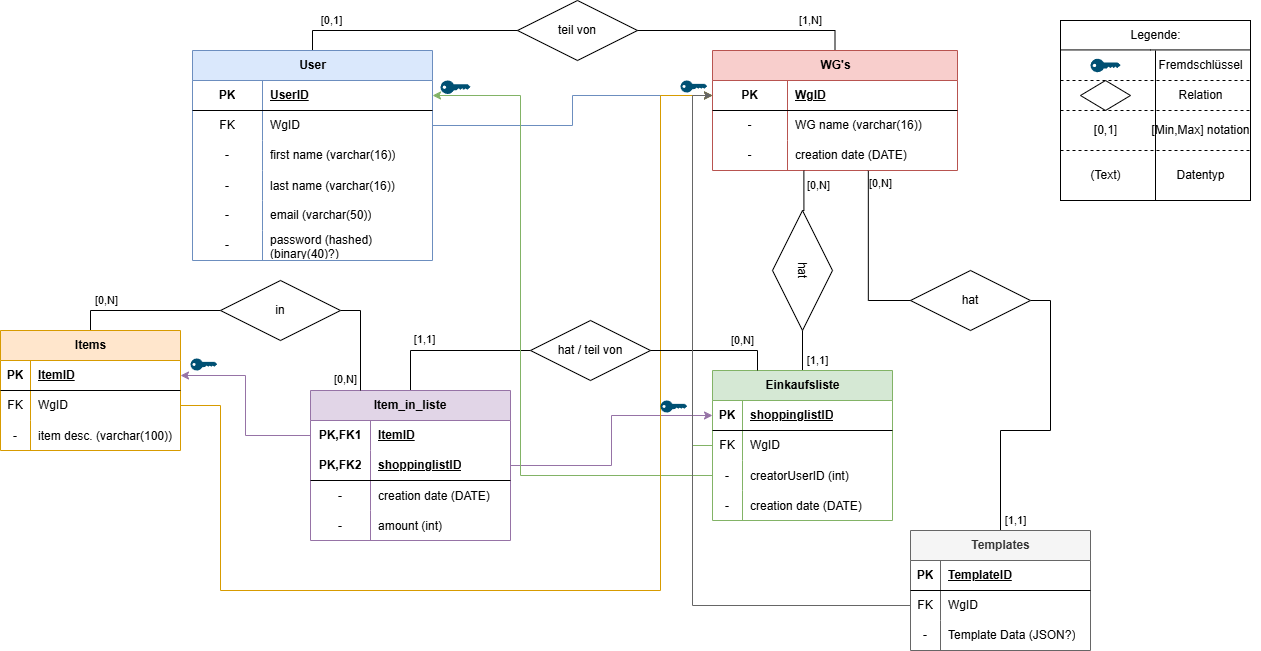 [0,1]
teil von
[1,N]
User
PK UserID
FK WgID
- first name (varchar(16))
- last name (varchar(16))
- email (varchar(50))
- password (hashed)
(binary(40)?)
WG's
PK WgID
- WG name (varchar(16))
- creation date (DATE)
Legende:
Fremdschlüssel
Relation
[0,1] [Min,Max] notation
(Text) Datentyp
[0,N]
[0,N]
hat
hat
[0,N]
in
[0,N]
Items
PK ItemID
FK WgID
- item desc. (varchar(100))
[1,1]
hat / teil von
[0,N]
[1,1]
Item_in_liste
PK,FK1 ItemID
PK,FK2 shoppinglistID
- creation date (DATE)
- amount (int)
Einkaufsliste
PK shoppinglistID
FK WgID
- creatorUserID (int)
- creation date (DATE)
[1,1]
Templates
PK TemplateID
FK WgID
- Template Data (JSON?)